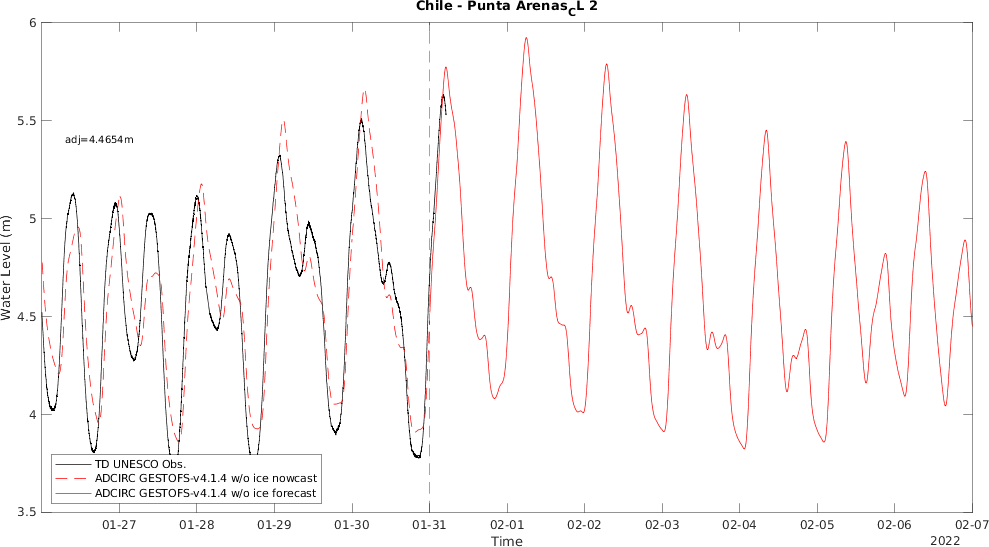 Chile - Punta Arenas_CL 2
6
5.5
5
4.5
4
3.5
Water Level (m)
adj=4.4654m
TD UNESCO Obs.
ADCIRC GESTOFS-v4.1.4 w/o ice nowcast
ADCIRC GESTOFS-v4.1.4 w/o ice forecast
01-27 01-28 01-29 01-30 01-31 02-01 02-02 02-03 02-04 02-05 02-06 02-07
Time
2022